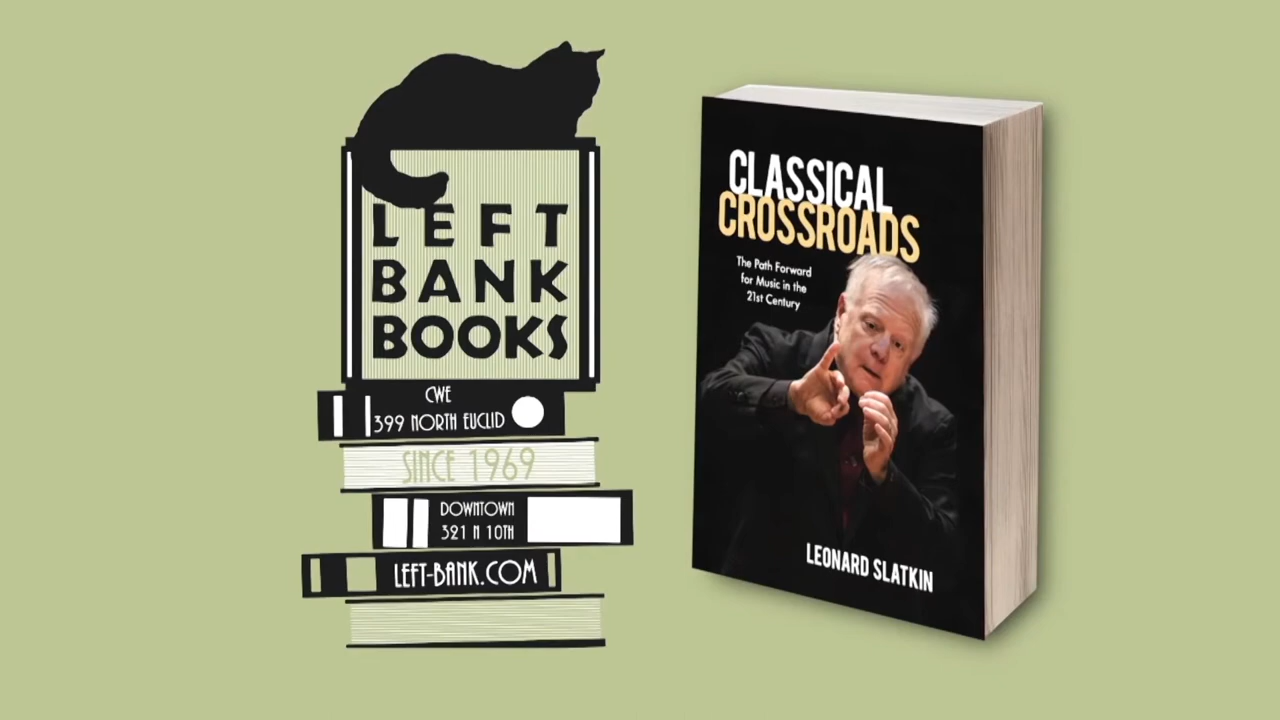 LEFT
BANK
BOOKS
CWE
399 NORTH EUCLID
SINCE 1969
DOWNTOWN
321 N 10TH
LEFT-BANK.COM
CLASSICAL
CROSSROADS
The Path Forward
for Music in the
21st Century
LEONARD SLATKIN